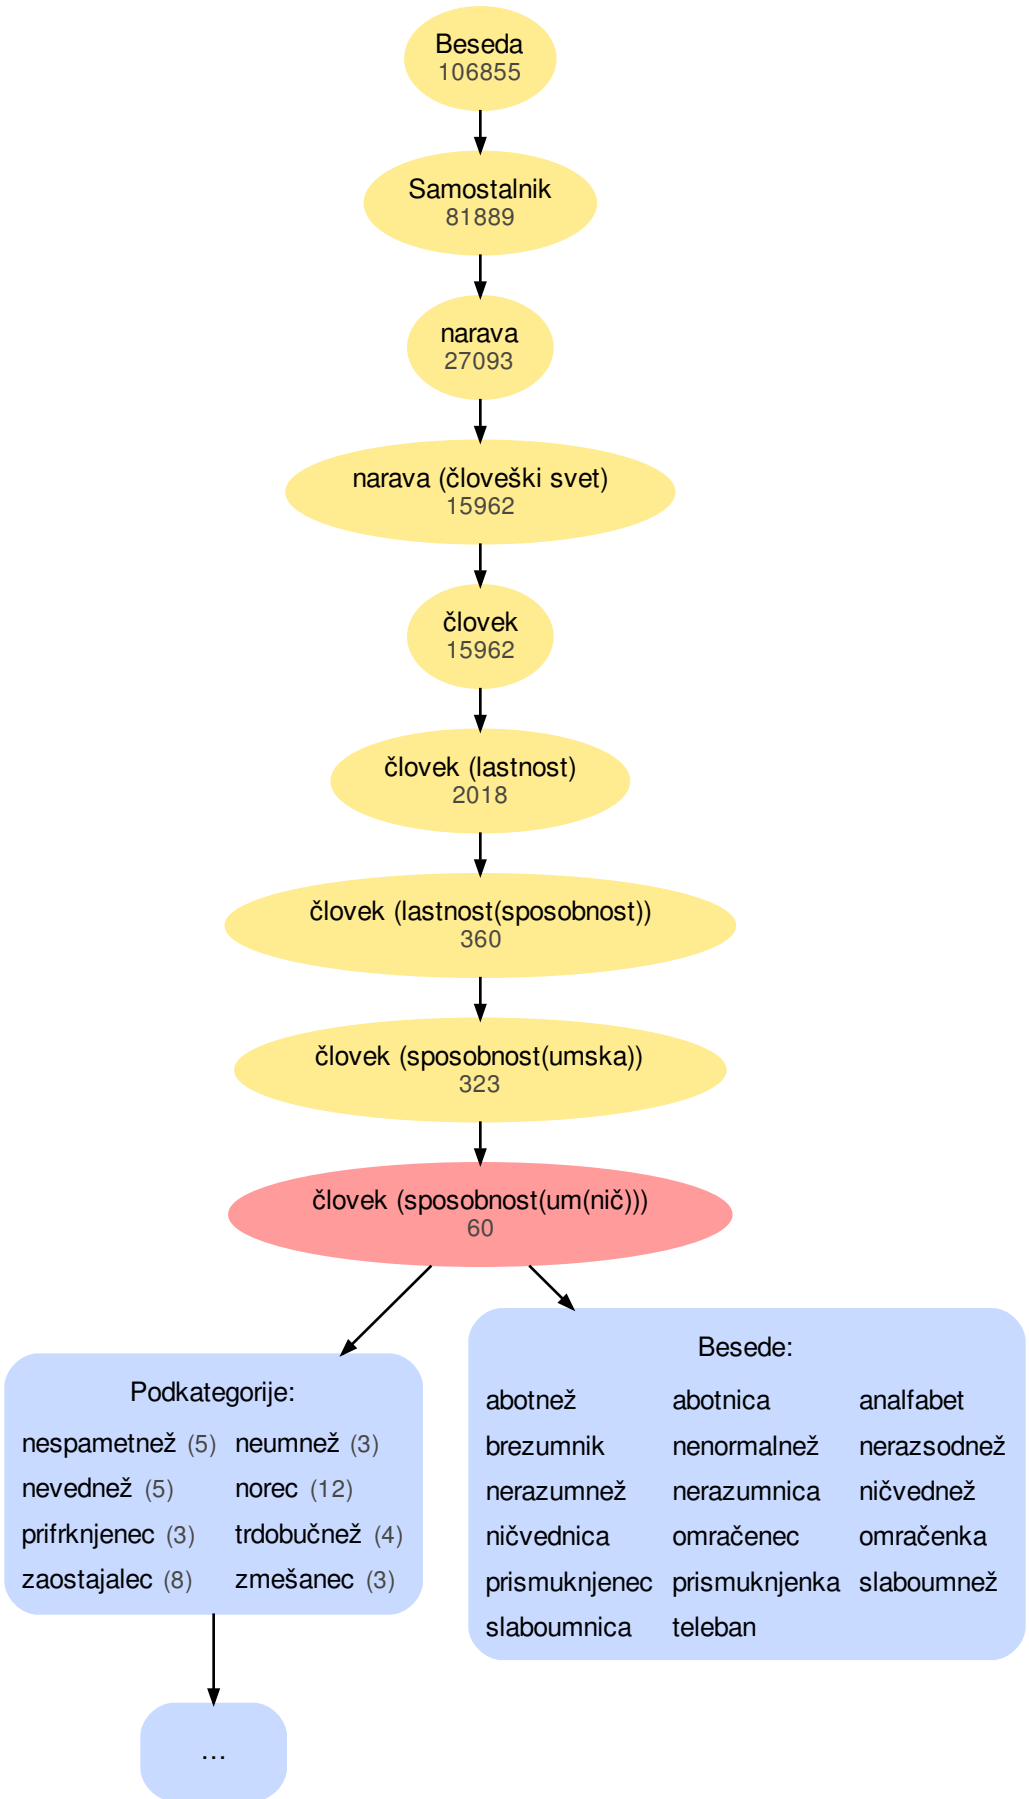 Beseda
106855
Samostalnik
81889
narava
27093
narava (človeški svet)
15962
človek
15962
človek (lastnost)
2018
človek (lastnost(sposobnost))
360
človek (sposobnost(umska))
323
človek (sposobnost(um(nič)))
60
Podkategorije:
nespametnež (5) neumnež (3)
nevednež (5) norec (12)
prifrknjenec (3) trdobučnež (4)
zaostajalec (8) zmešanec (3)
...
Besede:
abotnež abotnica analfabet
brezumnik nenormalnež nerazsodnež
nerazumnež nerazumnica ničvednež
ničvednica omračenec omračenka
prismuknjenec prismuknjenka slaboumnež
slaboumnica teleban